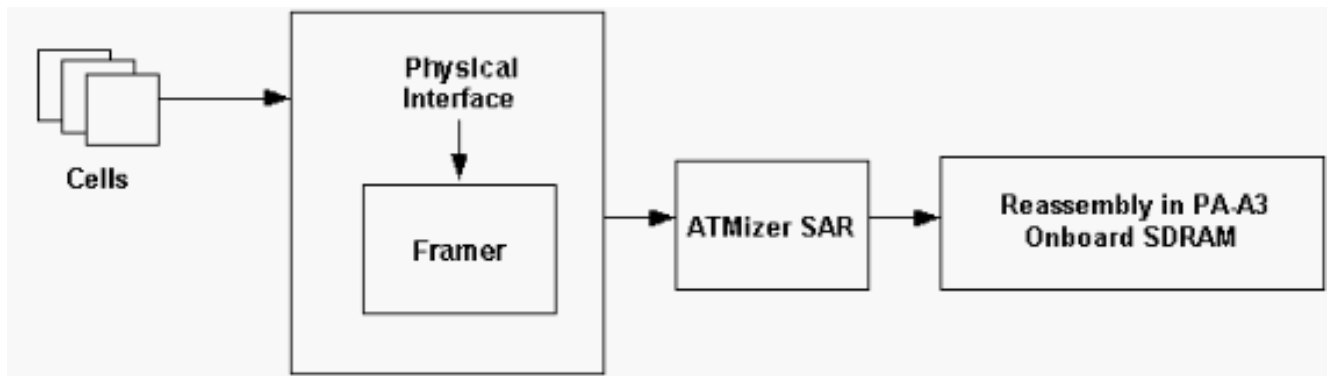 Cells
Physical
Interface
Framer
ATMizer SAR
Reassembly in PA-A3
Onboard SDRAM